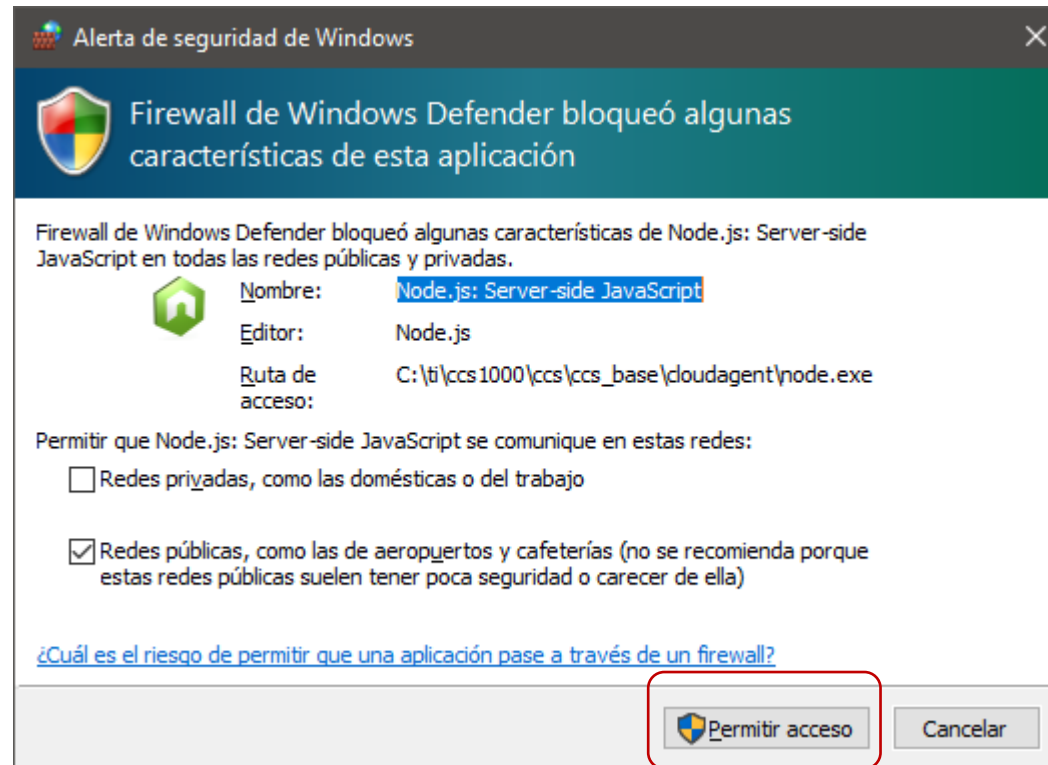 Alerta de seguridad de Windows
Firewall de Windows Defender bloqueó algunas
características de esta aplicación
Firewall de Windows Defender bloqueó algunas características de Node.js: Server-side
JavaScript en todas las redes públicas y privadas.
Nombre: Node.js: Server-side JavaScript
Editor: Node.js
Ruta de acceso: C:\ti\ccs1000\ccs\ccs_base\cloudagent\node.exe
Permitir que Node.js: Server-side JavaScript se comunique en estas redes:
Redes privadas, como las domésticas o del trabajo
Redes públicas, como las de aeropuertos y cafeterías (no se recomienda porque
estas redes públicas suelen tener poca seguridad o carecer de ella)
¿Cuál es el riesgo de permitir que una aplicación pase a través de un firewall?
Permitir acceso Cancelar